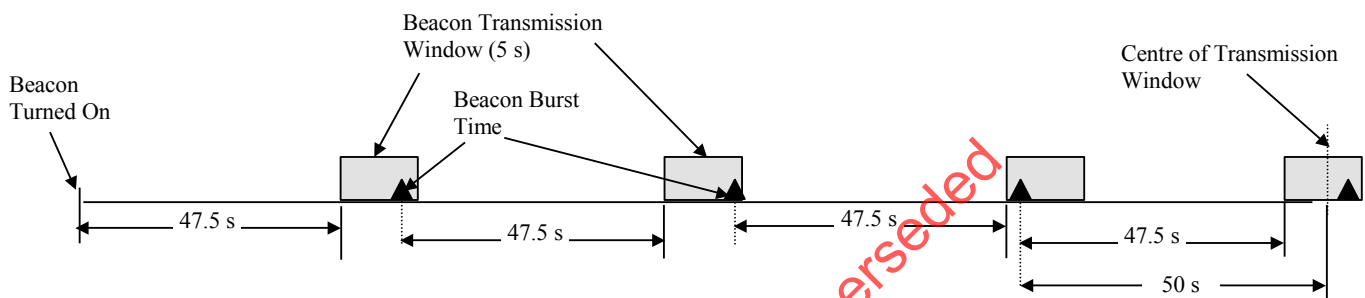 Beacon Transmission
Window (5 s)
Centre of Transmission
Window
Beacon
Turned On
Beacon Burst
Time
erseded
47.5 s
47.5 s
47.5 s
47.5 s
50 s